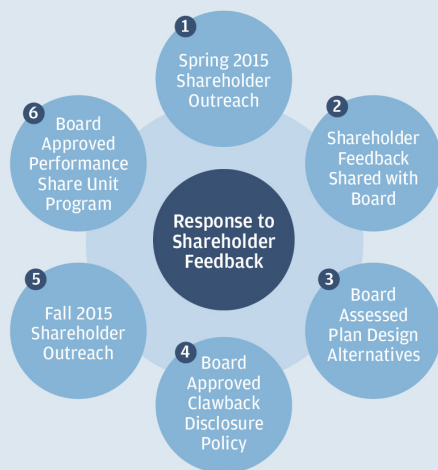 1
Spring 2015
Shareholder
Outreach
2
Shareholder
Feedback
Shared with
Board
3
Board
Assessed
Plan Design
Alternatives
4
Board
Approved
Clawback
Disclosure
Policy
5
Fall 2015
Shareholder
Outreach
6
Board
Approved
Performance
Share Unit
Program
Response to
Shareholder
Feedback